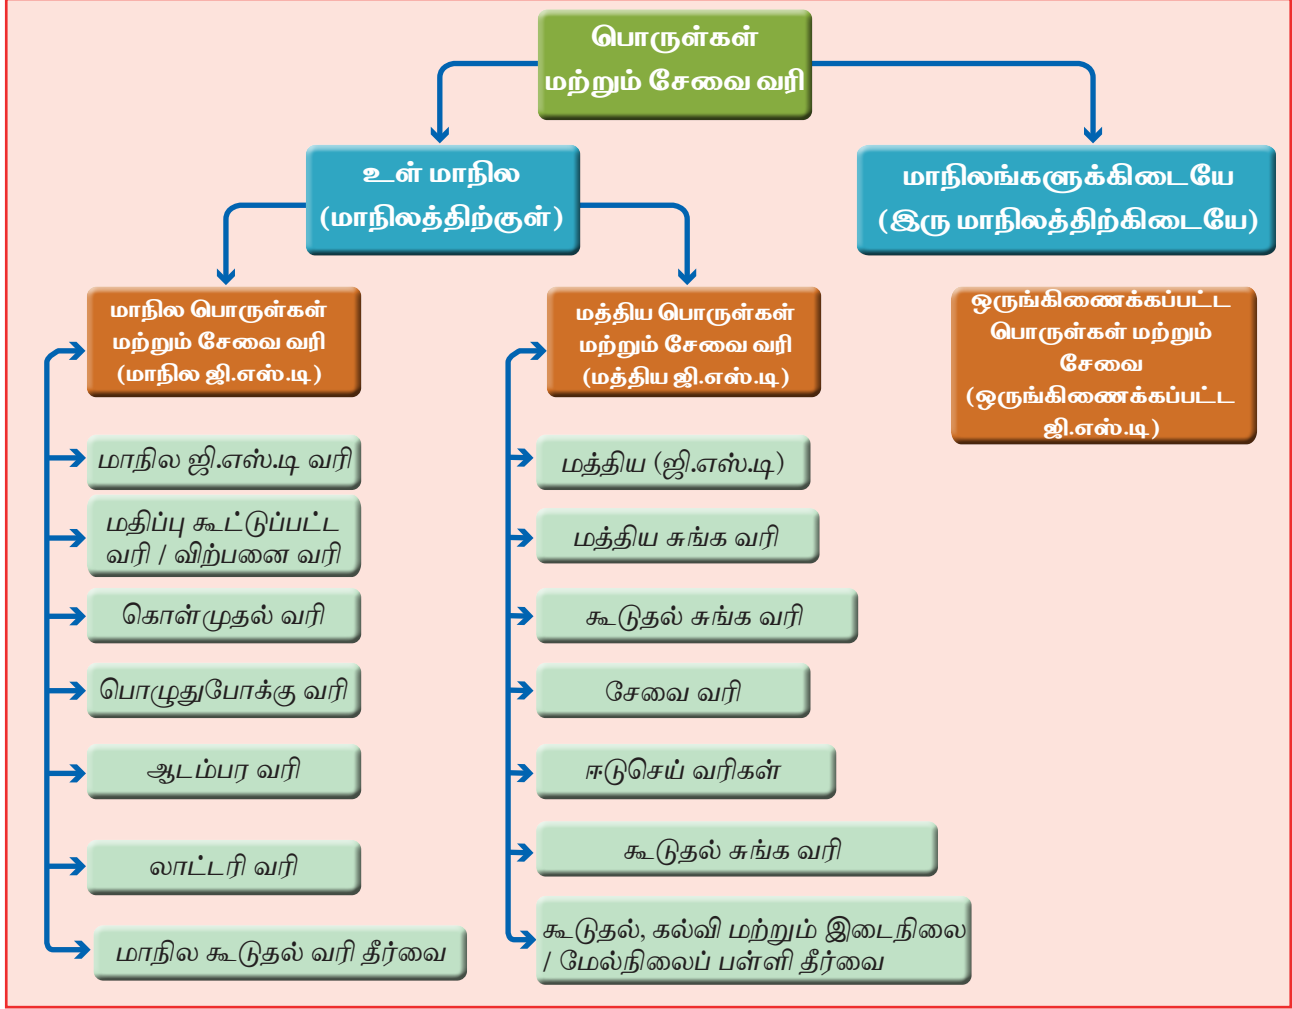 பொருள்கள்
மற்றும் சேவை வரி
உள் மாநில
(மாநிலத்திற்குள்)
மாநிலங்களுக்கிடையே
(இரு மாநிலத்திற்கிடையே)
மாநில பொருள்கள்
மற்றும் சேவை வரி
(மாநில ஜி.எஸ்.டி)
மாநில ஜி.எஸ்.டி வரி
மதிப்பு கூட்டுப்பட்ட
வரி / விற்பனை வரி
கொள்முதல் வரி
பொழுதுபோக்கு வரி
ஆடம்பர வரி
லாட்டரி வரி
மாநில கூடுதல் வரி தீர்வை
மத்திய பொருள்கள்
மற்றும் சேவை வரி
(மத்திய ஜி.எஸ்.டி)
மத்திய (ஜி.எஸ்.டி)
மத்திய சுங்க வரி
கூடுதல் சுங்க வரி
சேவை வரி
ஈடுசெய் வரிகள்
கூடுதல் சுங்க வரி
கூடுதல், கல்வி மற்றும் இடைநிலை
/ மேல்நிலைப் பள்ளி தீர்வை
ஒருங்கிணைக்கப்பட்ட
பொருள்கள் மற்றும்
சேவை
(ஒருங்கிணைக்கப்பட்ட
ஜி.எஸ்.டி)